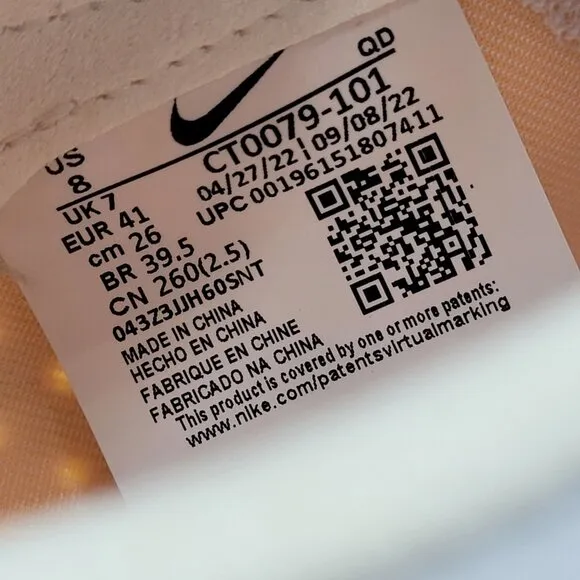 QD
US
8
CT0079-101
04/27/22 | 09/08/22
UPC 00196151807411
UK 7
EUR 41
cm 26
BR 39,5
CN 260(2.5)
043Z3JJH60SNT
MADE IN CHINA
HECHO EN CHINA
FABRIQUE EN CHINE
FABRICADO NA CHINA
This product is covered by one or more patents:
www.nike.com/patentsvirtualmarking